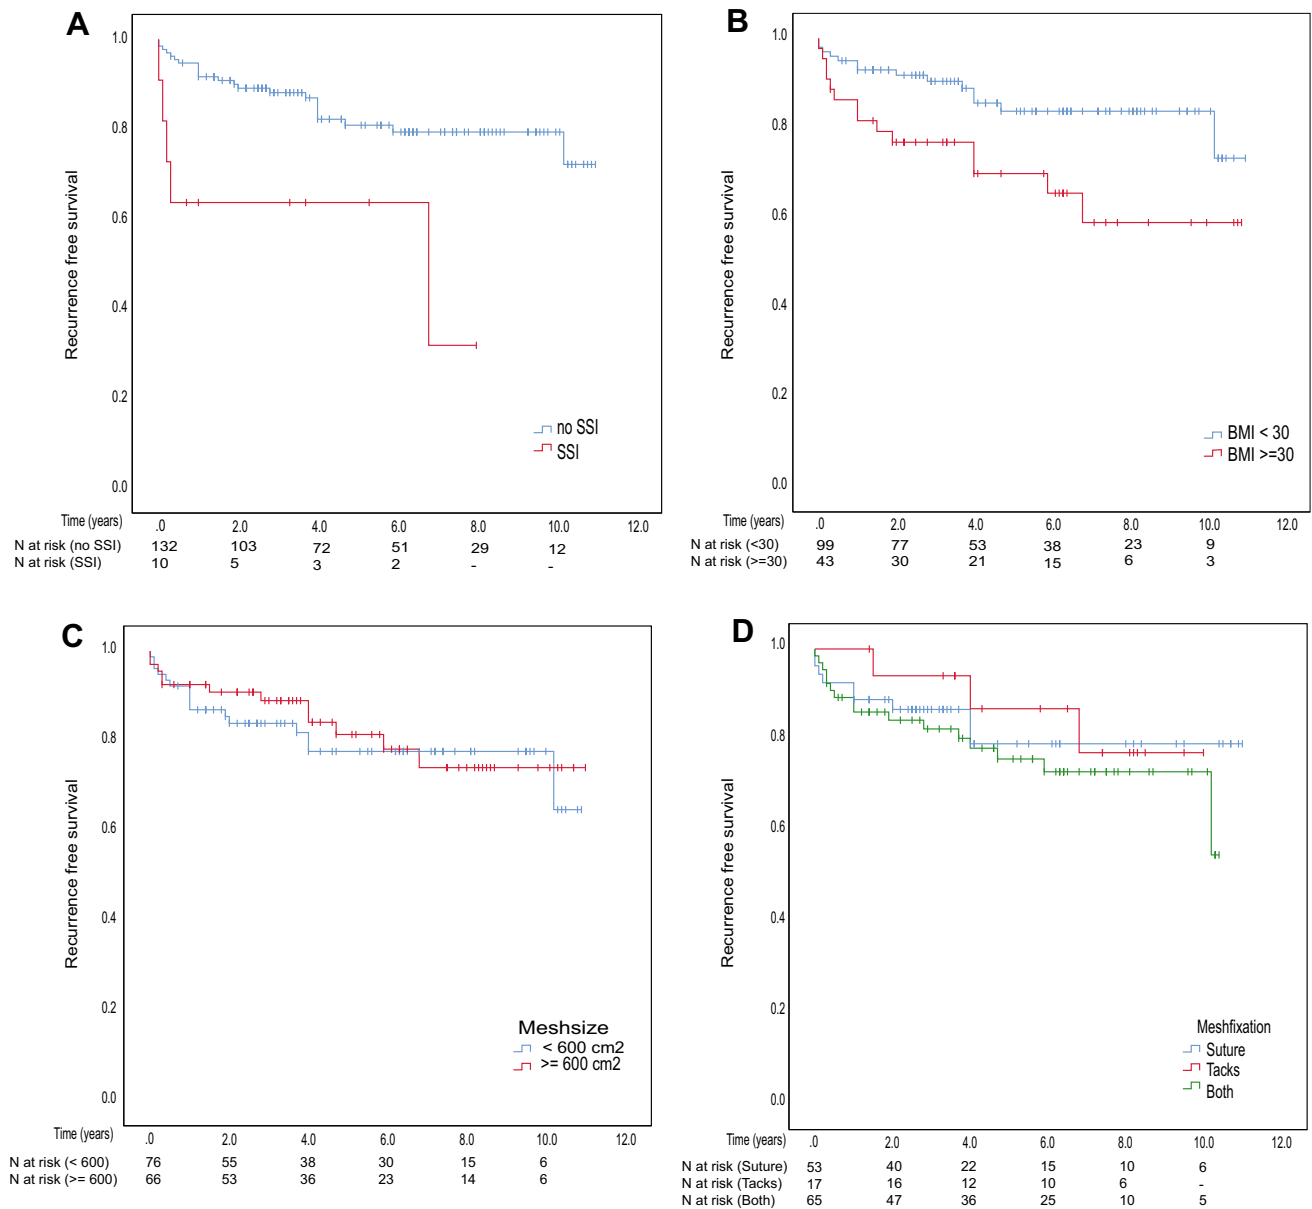 A
1.0
0.8
0.6
0.4
0.2
0.0
Recurrence free survival
no SSI
SSI
Time (years) .0 2.0 4.0 6.0 8.0 10.0 12.0
N at risk (no SSI) 132 103 72 51 29 12
N at risk (SSI) 10 5 3 2 - -
B
1.0
0.8
0.6
0.4
0.2
0.0
Recurrence free survival
BMI < 30
BMI >=30
Time (years) .0 2.0 4.0 6.0 8.0 10.0 12.0
N at risk (<30) 99 77 53 38 23 9
N at risk (>=30) 43 30 21 15 6 3
C
1.0
0.8
0.6
0.4
0.2
0.0
Recurrence free survival
Meshsize
< 600 cm2
>= 600 cm2
Time (years) .0 2.0 4.0 6.0 8.0 10.0 12.0
N at risk (< 600) 76 55 38 30 15 6
N at risk (>= 600) 66 53 36 23 14 6
D
1.0
0.8
0.6
0.4
0.2
0.0
Recurrence free survival
Meshfixation
Suture
Tacks
Both
Time (years) .0 2.0 4.0 6.0 8.0 10.0 12.0
N at risk (Suture) 53 40 22 15 10 6
N at risk (Tacks) 17 16 12 10 6 -
N at risk (Both) 65 47 36 25 10 5